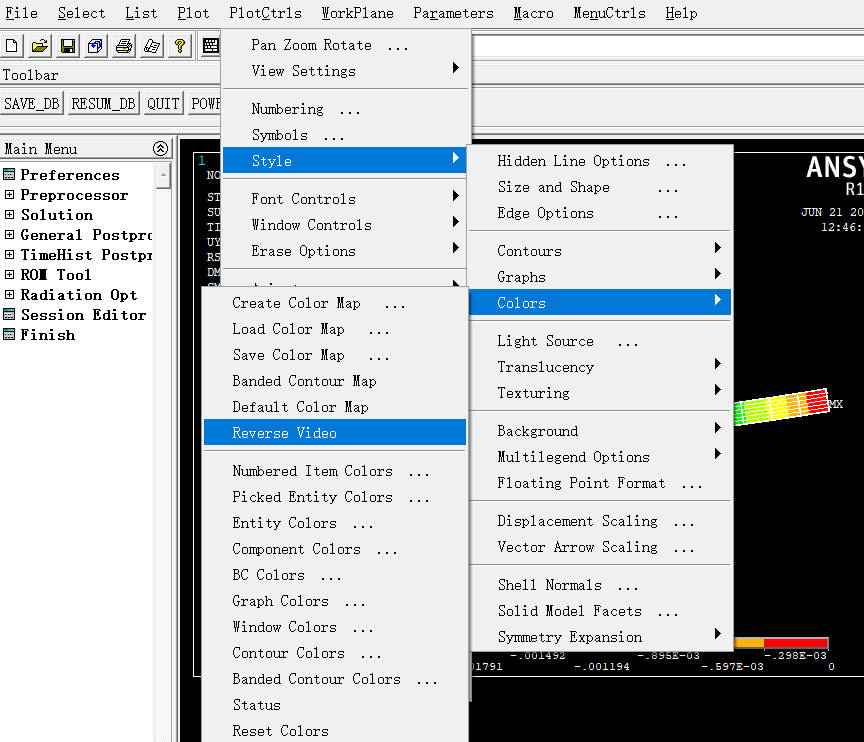 File Select List Plot PlotCtrls WorkPlane Parameters Macro MenuCtrls Help
Toolbar
SAVE_DB RESUM_DB QUIT POWR
Main Menu
Preferences
Preprocessor
Solution
General Postproc
TimeHist Postpr
ROM Tool
Radiation Opt
Session Editor
Finish
Pan Zoom Rotate ...
View Settings
Numbering ...
Symbols ...
Style
Font Controls
Window Controls
Erase Options
Create Color Map ...
Load Color Map ...
Save Color Map ...
Banded Contour Map
Default Color Map
Reverse Video
Numbered Item Colors ...
Picked Entity Colors ...
Entity Colors ...
Component Colors ...
BC Colors ...
Graph Colors ...
Window Colors ...
Contour Colors ...
Banded Contour Colors ...
Status
Reset Colors
Hidden Line Options ...
Size and Shape ...
Edge Options ...
Contours
Graphs
Colors
Light Source ...
Translucency
Texturing
Background
Multilegend Options
Floating Point Format ...
Displacement Scaling ...
Vector Arrow Scaling ...
Shell Normals ...
Solid Model Facets ...
Symmetry Expansion
1
NO
ST
SU
TI
UY
RS
DM
ANSY
R1
JUN 21 20
12:46:
MX
-.001492 -.895E-03 -.298E-03
01791 -.001194 -.597E-03 0